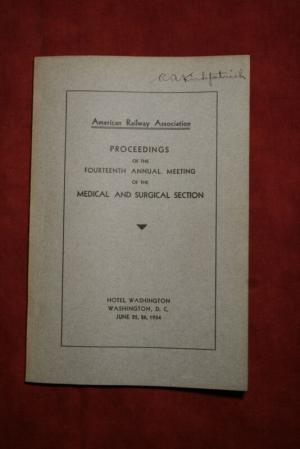 R A Kirkpatrick
American Railway Association
PROCEEDINGS
OF THE
FOURTEENTH ANNUAL MEETING
OF THE
MEDICAL AND SURGICAL SECTION
HOTEL WASHINGTON
WASHINGTON, D. C.
JUNE 25, 26, 1934